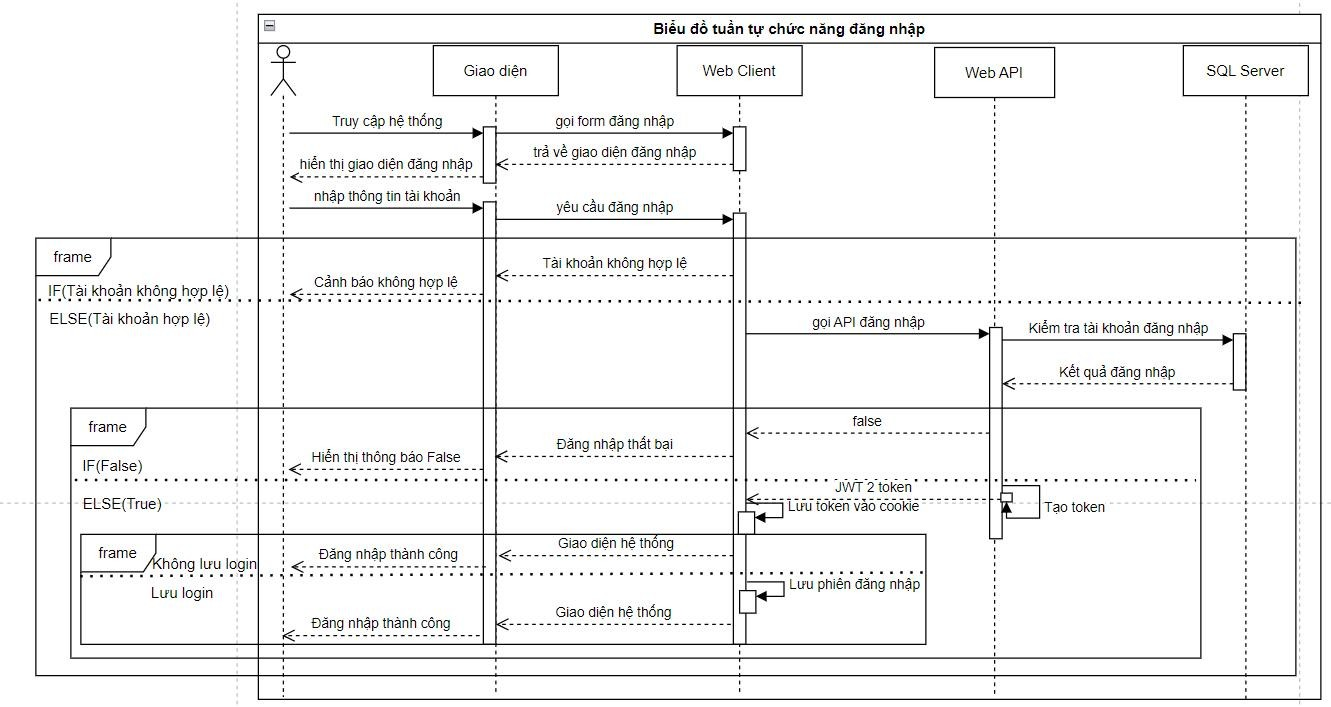 Biểu đồ tuần tự chức năng đăng nhập
Giao diện
Web Client
Web API
SQL Server
Truy cập hệ thống
gọi form đăng nhập
trả về giao diện đăng nhập
hiển thị giao diện đăng nhập
nhập thông tin tài khoản
yêu cầu đăng nhập
frame
Tài khoản không hợp lệ
Cảnh báo không hợp lệ
IF(Tài khoản không hợp lệ)
ELSE(Tài khoản hợp lệ)
gọi API đăng nhập
Kiểm tra tài khoản đăng nhập
Kết quả đăng nhập
frame
false
Đăng nhập thất bại
Hiển thị thông báo False
IF(False)
JWT 2 token
ELSE(True)
Lưu token vào cookie
Tạo token
frame
Giao diện hệ thống
Đăng nhập thành công
Không lưu login
Lưu phiên đăng nhập
Lưu login
Giao diện hệ thống
Đăng nhập thành công